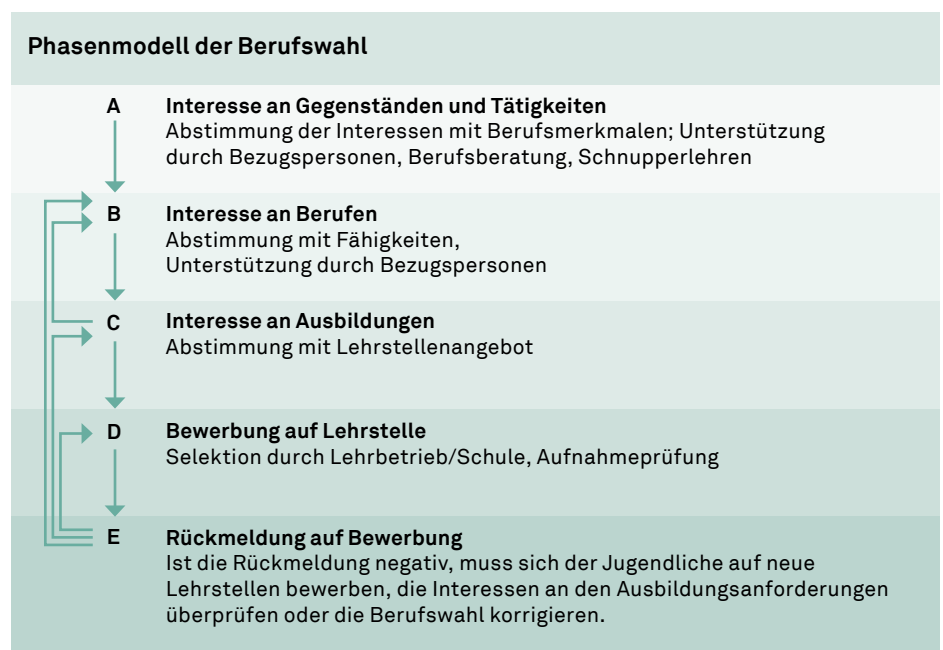 Phasenmodell der Berufswahl
A Interesse an Gegenständen und Tätigkeiten
Abstimmung der Interessen mit Berufsmerkmalen; Unterstützung
durch Bezugspersonen, Berufsberatung, Schnupperlehren
B Interesse an Berufen
Abstimmung mit Fähigkeiten,
Unterstützung durch Bezugspersonen
C Interesse an Ausbildungen
Abstimmung mit Lehrstellenangebot
D Bewerbung auf Lehrstelle
Selektion durch Lehrbetrieb/Schule, Aufnahmeprüfung
E Rückmeldung auf Bewerbung
Ist die Rückmeldung negativ, muss sich der Jugendliche auf neue
Lehrstellen bewerben, die Interessen an den Ausbildungsanforderungen
überprüfen oder die Berufswahl korrigieren.